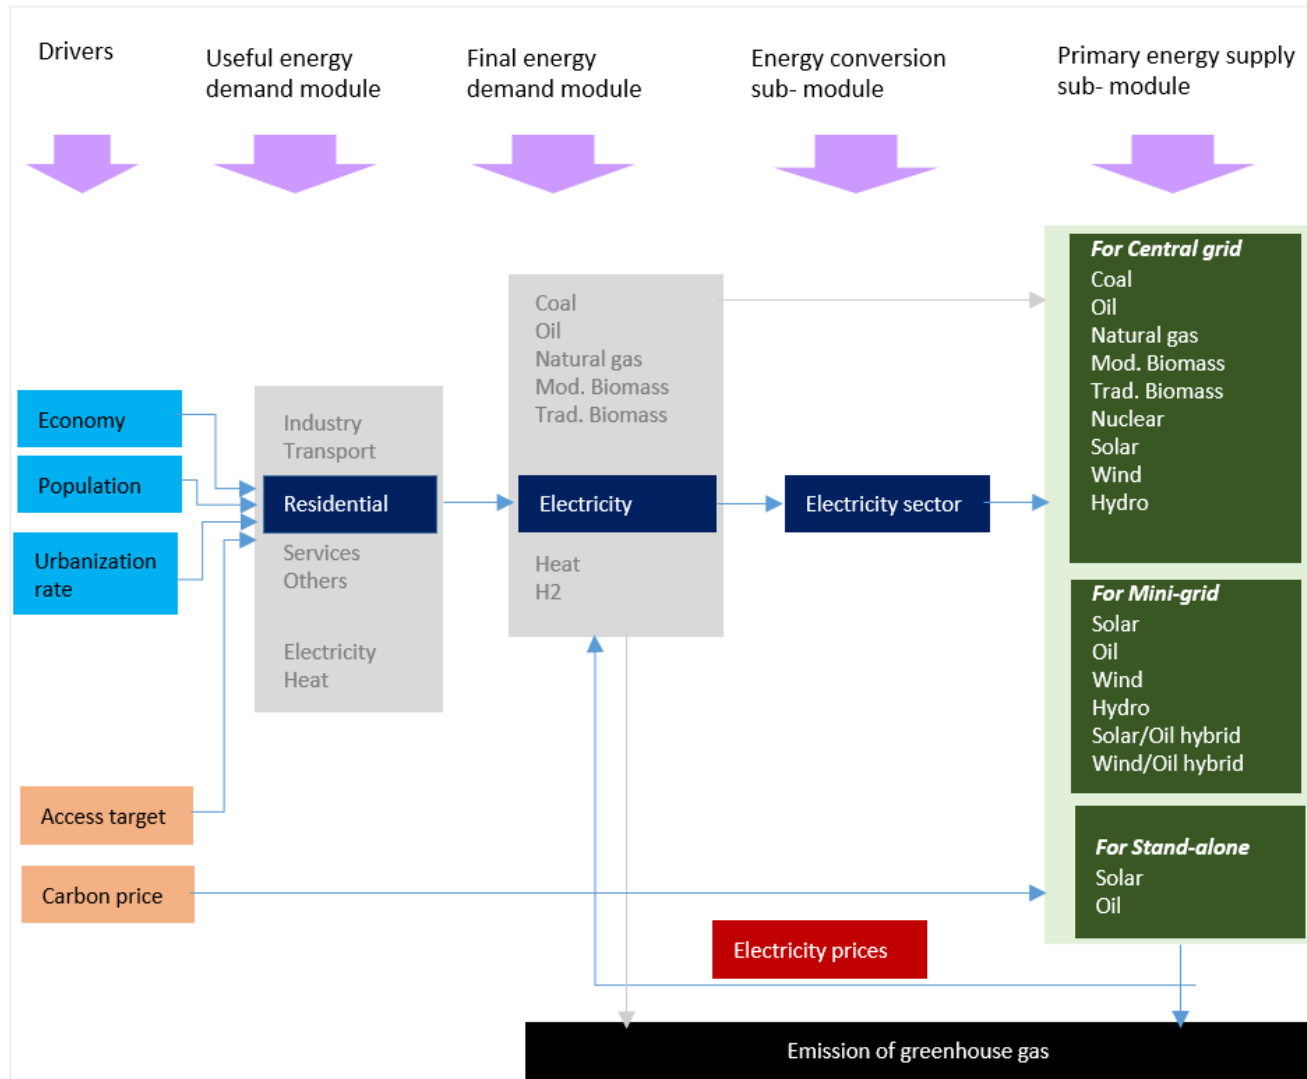 Drivers
Useful energy
demand module
Final energy
demand module
Energy conversion
sub- module
Primary energy supply
sub- module
Economy
Population
Urbanization
rate
Access target
Carbon price
Industry
Transport
Residential
Services
Others
Electricity
Heat
Coal
Oil
Natural gas
Mod. Biomass
Trad. Biomass
Electricity
Heat
H2
Electricity sector
For Central grid
Coal
Oil
Natural gas
Mod. Biomass
Trad. Biomass
Nuclear
Solar
Wind
Hydro
For Mini-grid
Solar
Oil
Wind
Hydro
Solar/Oil hybrid
Wind/Oil hybrid
For Stand-alone
Solar
Oil
Electricity prices
Emission of greenhouse gas